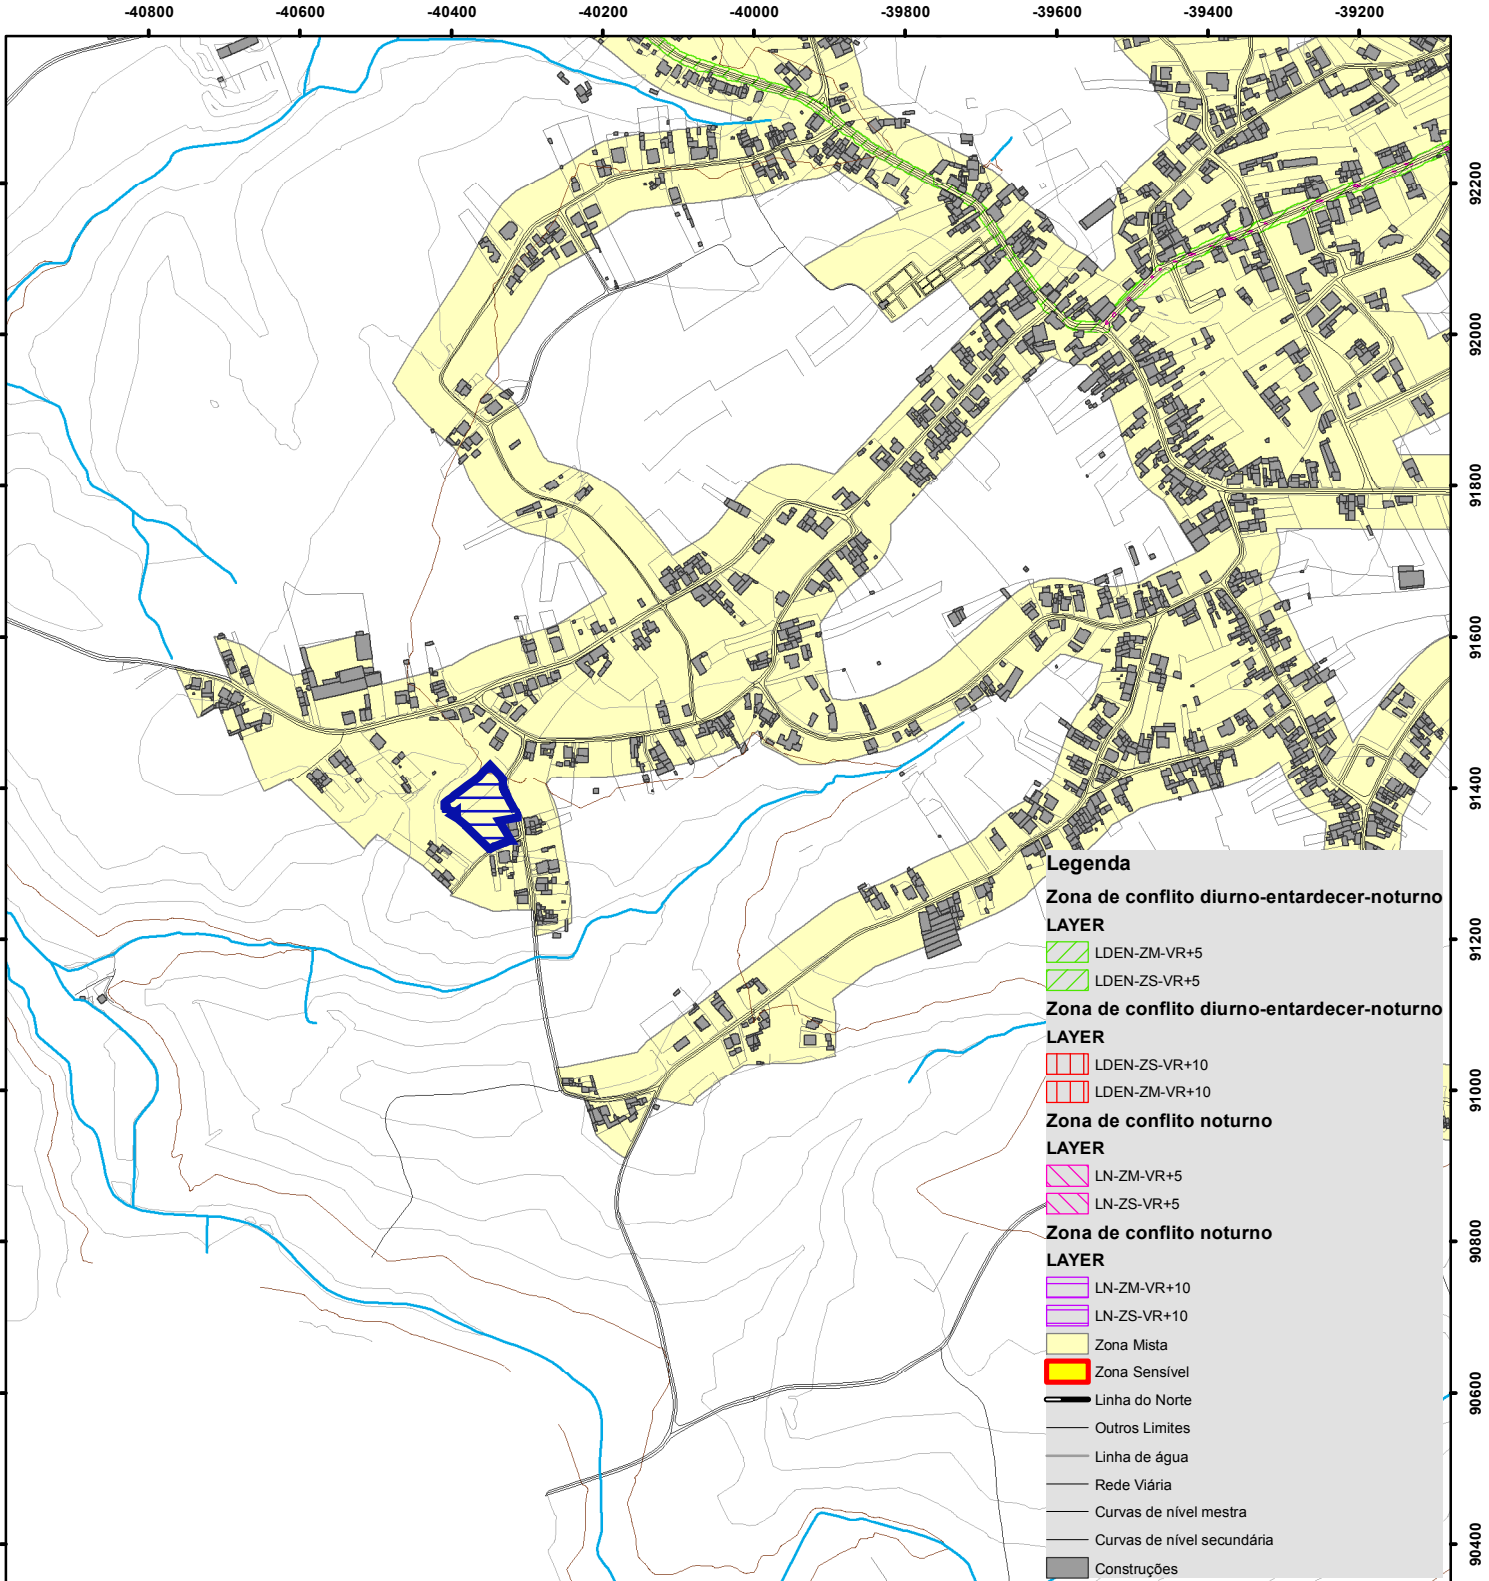 -40800 -40600 -40400 -40200 -40000 -39800 -39600 -39400 -39200
92200
92000
91800
91600
91400
91200
91000
90800
90600
90400
Legenda
Zona de conflito diurno-entardecer-noturno
LAYER
LDEN-ZM-VR+5
LDEN-ZS-VR+5
Zona de conflito diurno-entardecer-noturno
LAYER
LDEN-ZS-VR+10
LDEN-ZM-VR+10
Zona de conflito noturno
LAYER
LN-ZM-VR+5
LN-ZS-VR+5
Zona de conflito noturno
LAYER
LN-ZM-VR+10
LN-ZS-VR+10
Zona Mista
Zona Sensível
Linha do Norte
Outros Limites
Linha de água
Rede Viária
Curvas de nível mestra
Curvas de nível secundária
Construções